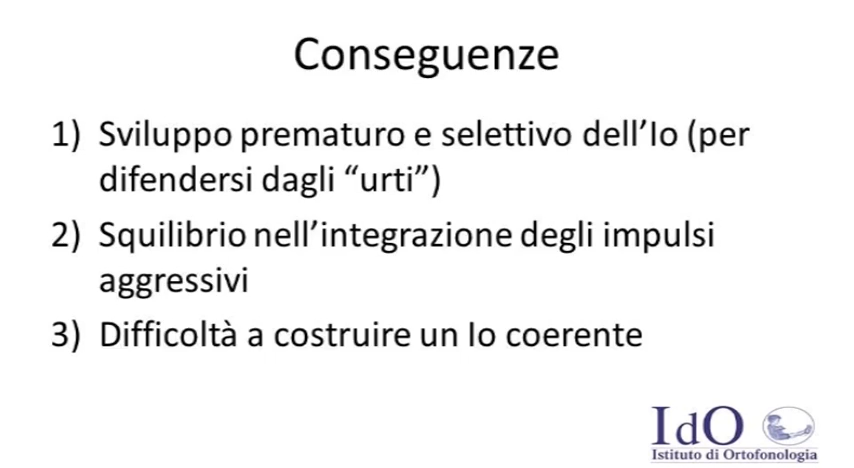 Conseguenze
1) Sviluppo prematuro e selettivo dell'Io (per
difendersi dagli “urti”)
2) Squilibrio nell'integrazione degli impulsi
aggressivi
3) Difficoltà a costruire un Io coerente
IdO
Istituto di Ortofonologia